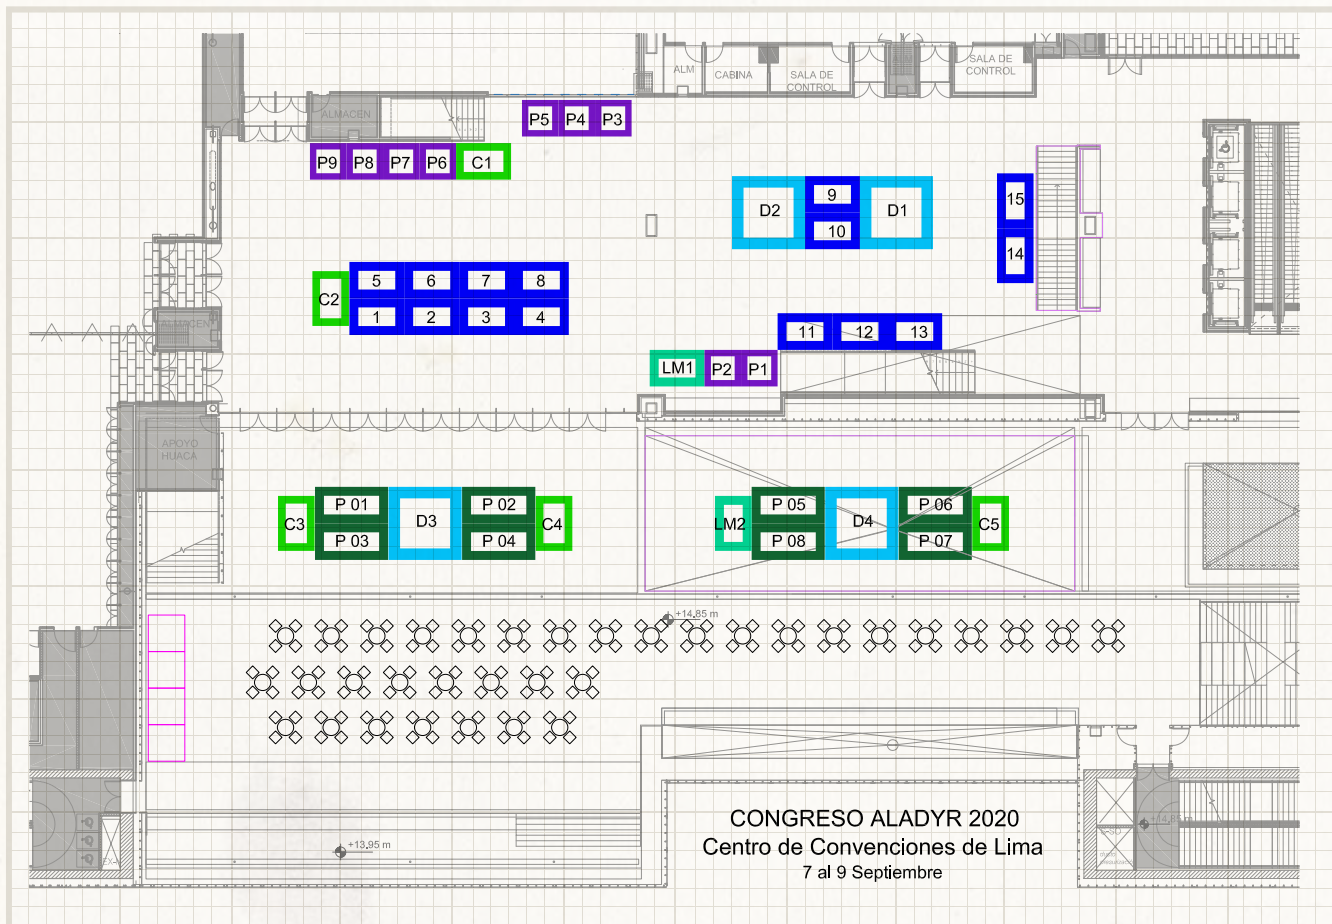 ALM
CABINA
SALA DE
CONTROL
SALA DE
CONTROL
ALMACEN
P5 P4 P3
P9 P8 P7 P6 C1
D2 9 D1
10
15
14
C2 5 6 7 8
1 2 3 4
ALMACEN
11 12 13
LM1 P2 P1
APOYO
HUACA
C3 P 01 D3 P 02 C4
P 03 P 04
LM2 P 05 D4 P 06 C5
P 08 P 07
+14,85 m
+13,95 m
+14,85 m
CONGRESO ALADYR 2020
Centro de Convenciones de Lima
7 al 9 Septiembre